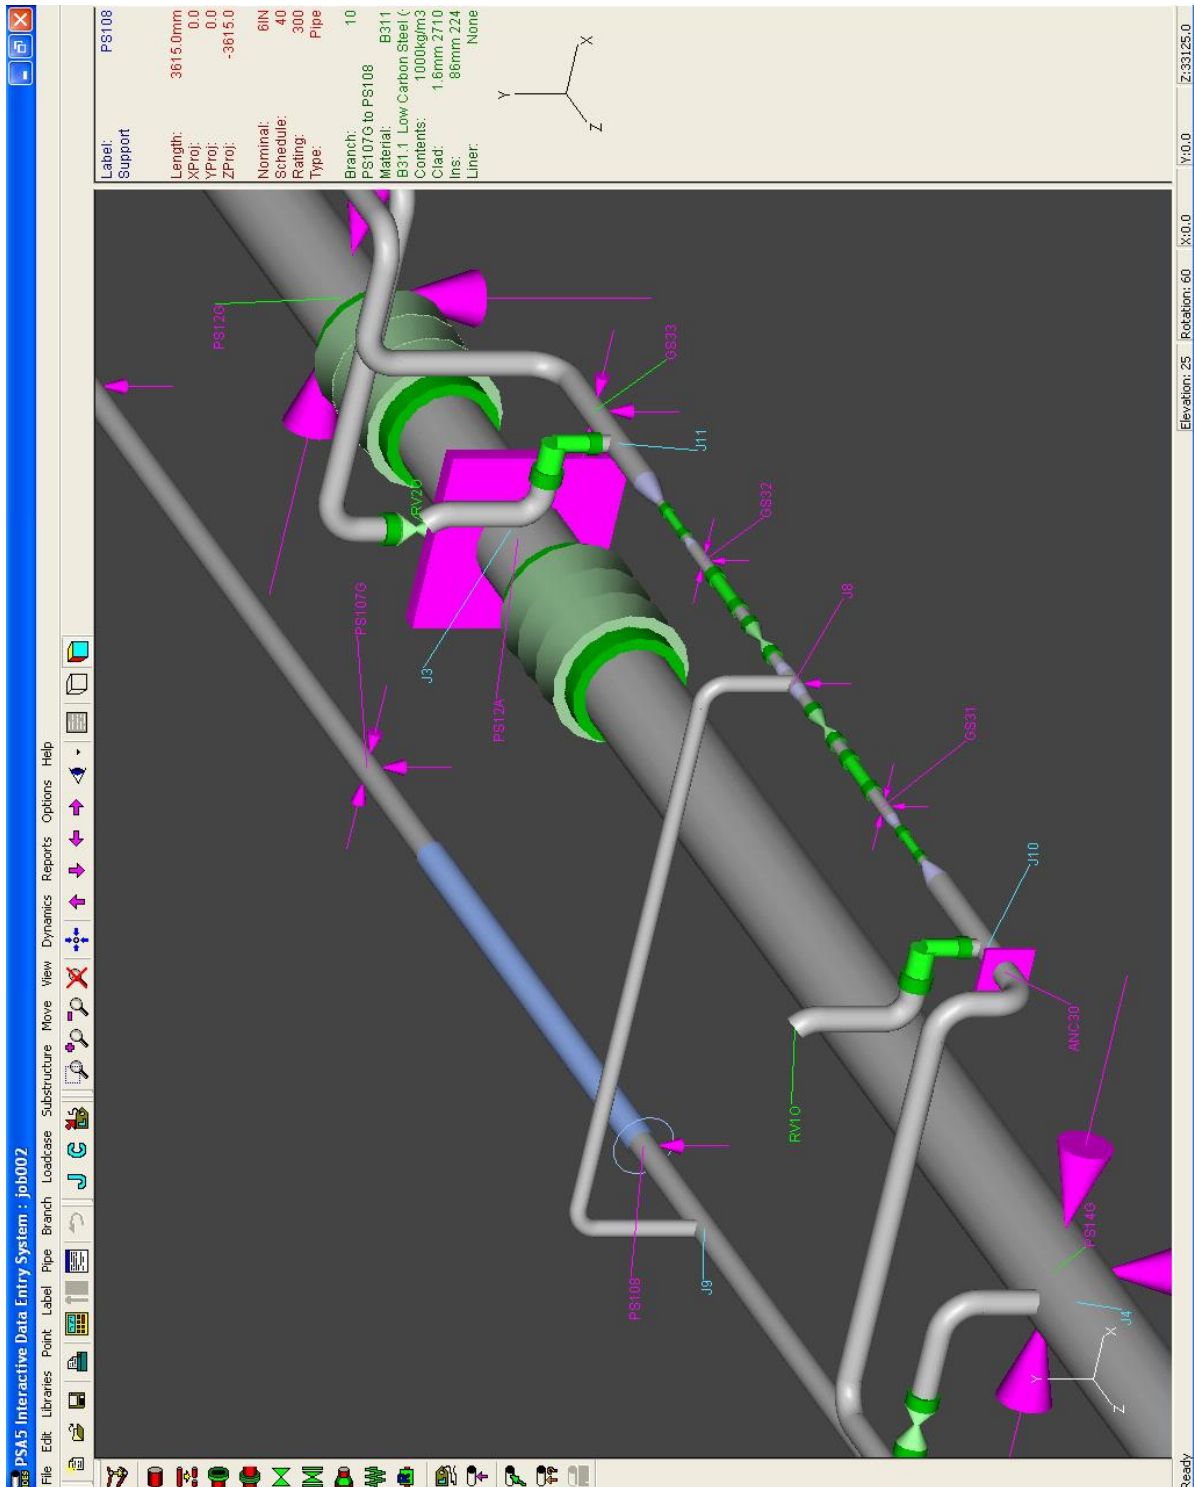 PSA5 Interactive Data Entry System : job002
File Edit Libraries Point Label Pipe Branch Loadcase Substructure Move View Dynamics Reports Options Help
J C
PS12G
PS107G
RV2O
J3
PS12A
GS33
J11
GS32
J8
GS31
J10
RV1O
ANC30
PS108
J9
PS14G
J4
Y
X
Z
Label: PS108
Support
Length: 3615.0mm
XProj: 0.0
YProj: 0.0
ZProj: -3615.0
Nominal: 6IN
Schedule: 40
Rating: 300
Type: Pipe
Branch: 10
PS107G to PS108
Material: B311
B31.1 Low Carbon Steel (
Contents: 1000kg/m3
Clad: 1.6mm 2710
Ins: 86mm 224
Liner: None
Y
X
Z
Ready
Elevation: 25 Rotation: 60 X:0.0 Y:0.0 Z:33125.0